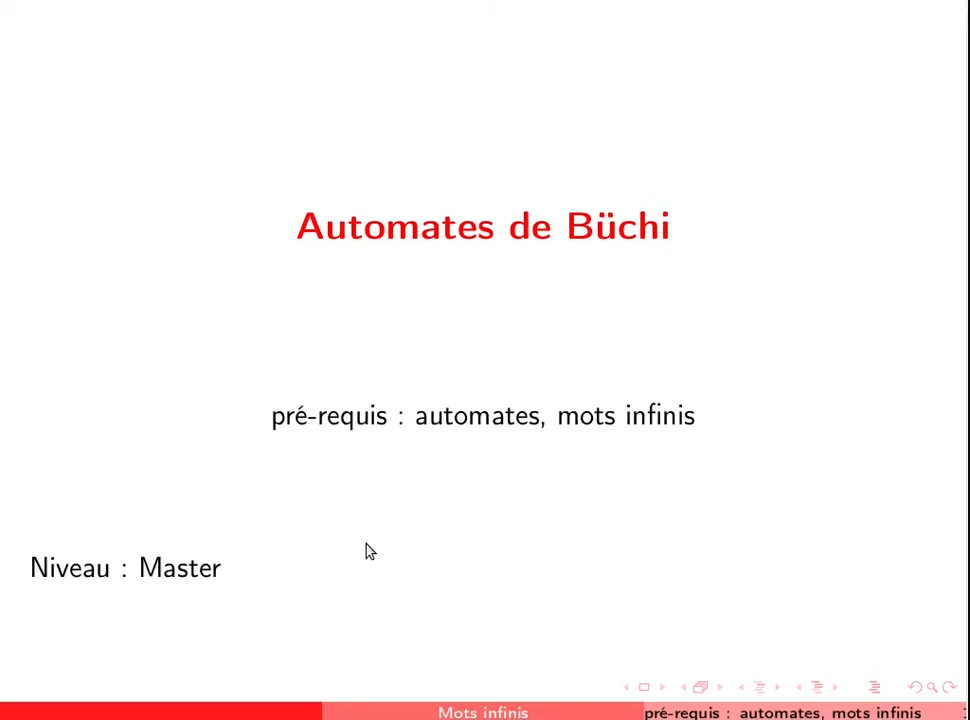 Automates de Büchi
pré-requis : automates, mots infinis
Niveau : Master
Mots infinis
pré-requis : automates, mots infinis